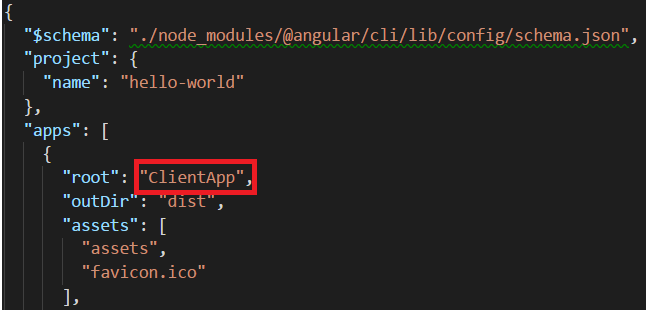 {
"$schema": "./node_modules/@angular/cli/lib/config/schema.json",
"project": {
"name": "hello-world"
},
"apps": [
{
"root": "ClientApp",
"outDir": "dist",
"assets": [
"assets",
"favicon.ico"
],